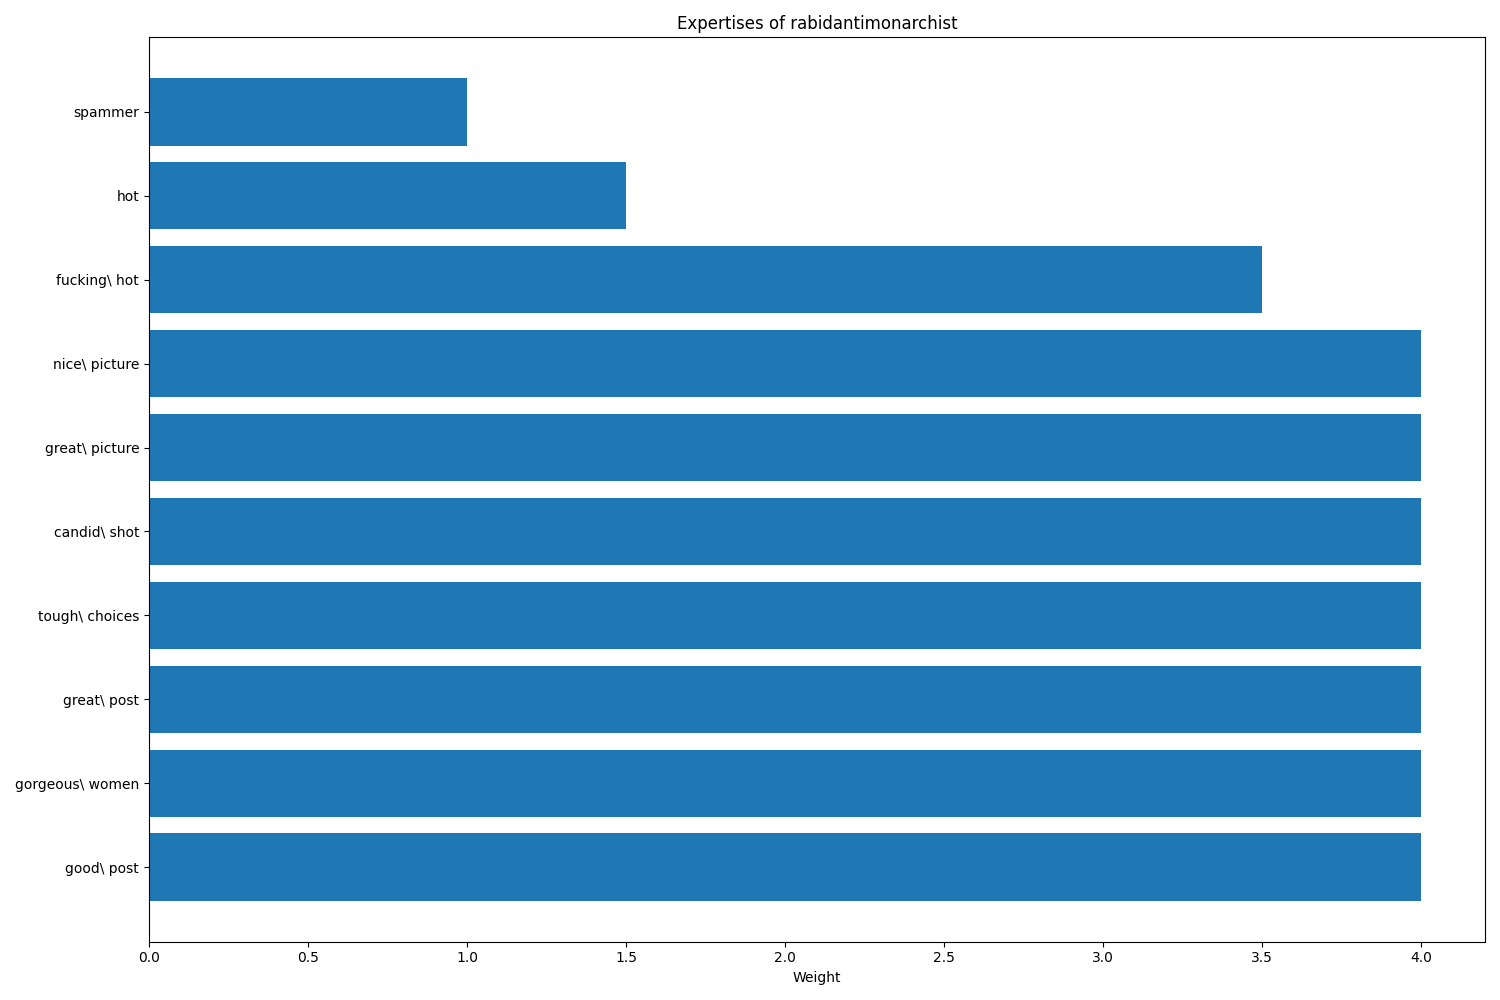 Expertises of rabidantimonarchist
spammer
hot
fucking\ hot
nice\ picture
great\ picture
candid\ shot
tough\ choices
great\ post
gorgeous\ women
good\ post
0.0 0.5 1.0 1.5 2.0 2.5 3.0 3.5 4.0
Weight